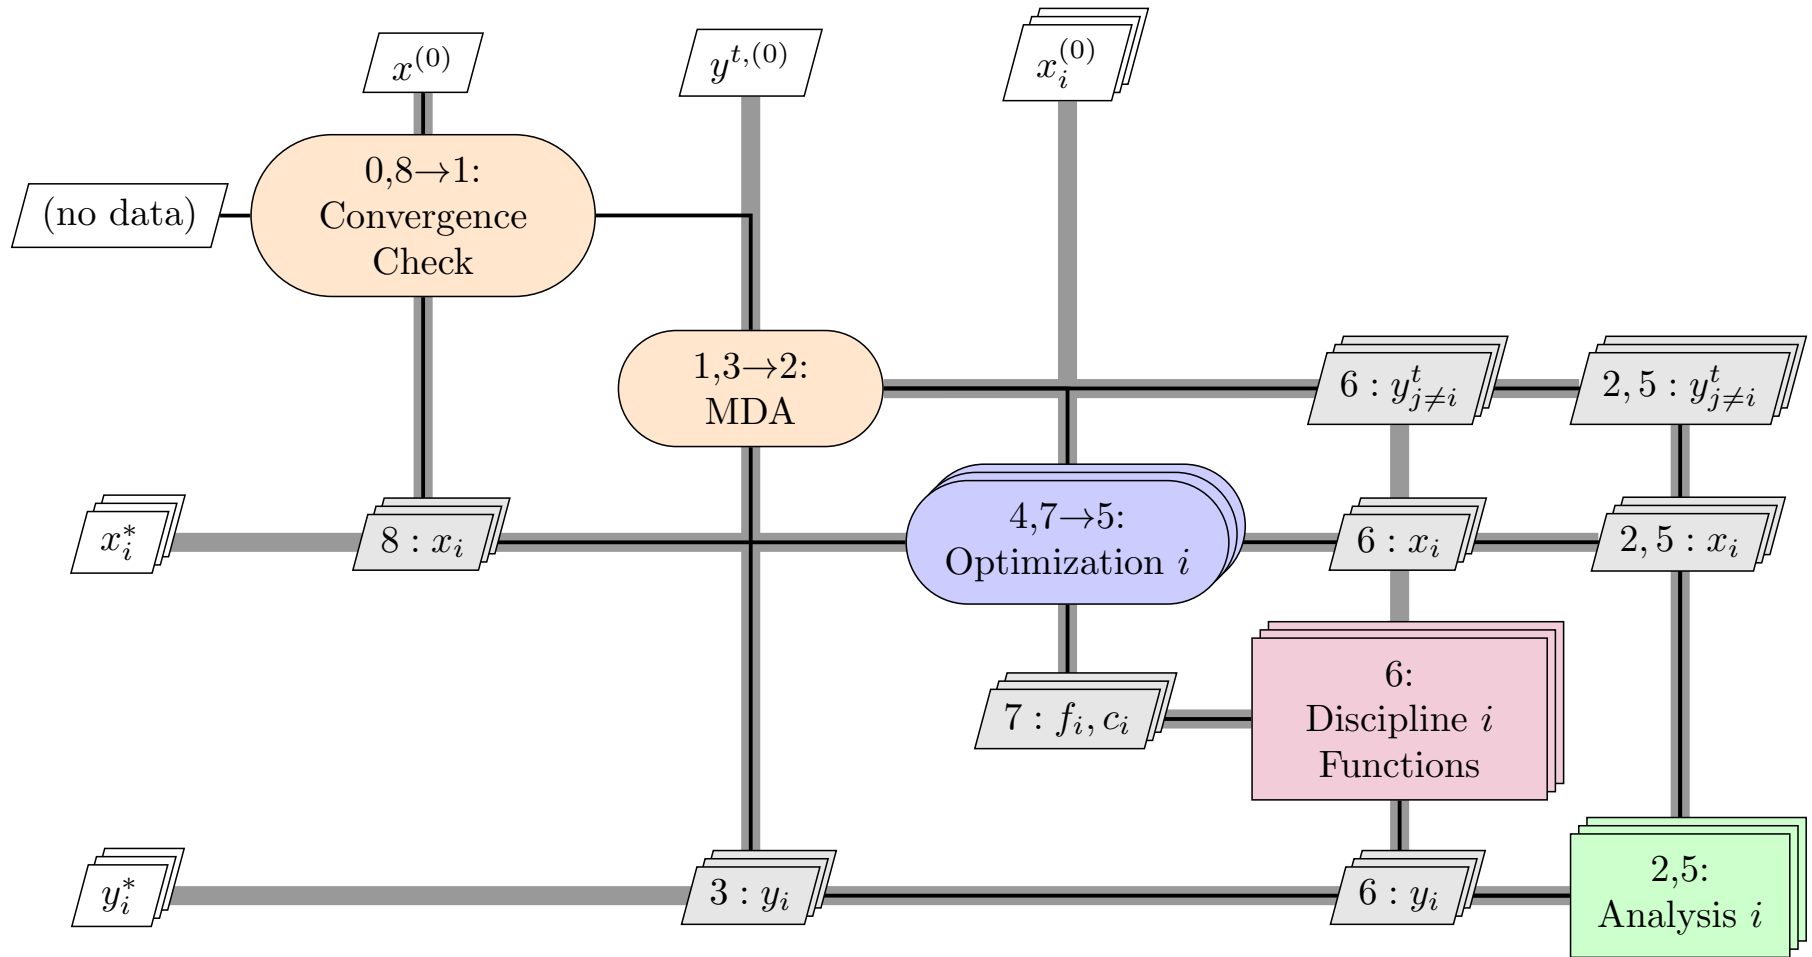 x^{(0)}
y^{t,(0)}
x_i^{(0)}
(no data)
0,8→1:
Convergence
Check
1,3→2:
MDA
6 : y^t_{j≠i}
2, 5 : y^t_{j≠i}
x_i^*
8 : x_i
4,7→5:
Optimization i
6 : x_i
2, 5 : x_i
7 : f_i, c_i
6:
Discipline i
Functions
y_i^*
3 : y_i
6 : y_i
2,5:
Analysis i